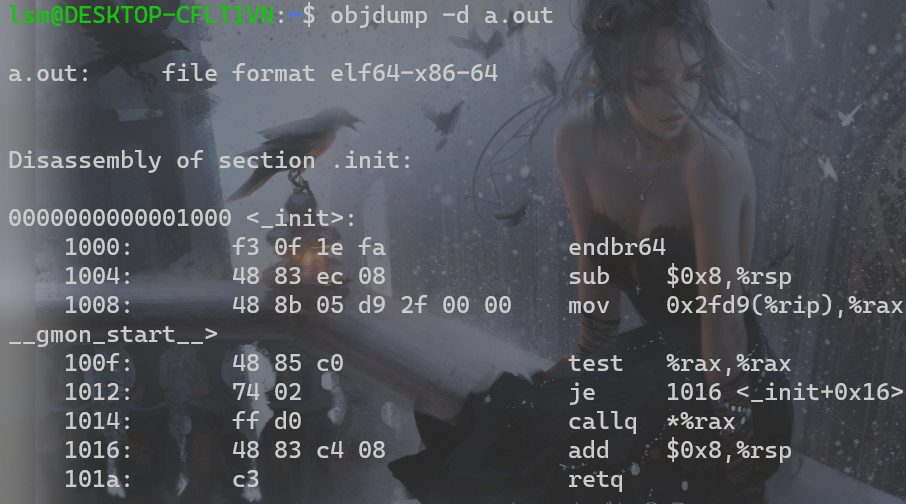 lsm@DESKTOP-CFLT1VN:~$ objdump -d a.out
a.out:     file format elf64-x86-64
Disassembly of section .init:
0000000000001000 <_init>:
    1000:       f3 0f 1e fa             endbr64
    1004:       48 83 ec 08             sub    $0x8,%rsp
    1008:       48 8b 05 d9 2f 00 00    mov    0x2fd9(%rip),%rax
__gmon_start__>
    100f:       48 85 c0                test   %rax,%rax
    1012:       74 02                   je     1016 <_init+0x16>
    1014:       ff d0                   callq  *%rax
    1016:       48 83 c4 08             add    $0x8,%rsp
    101a:       c3                      retq